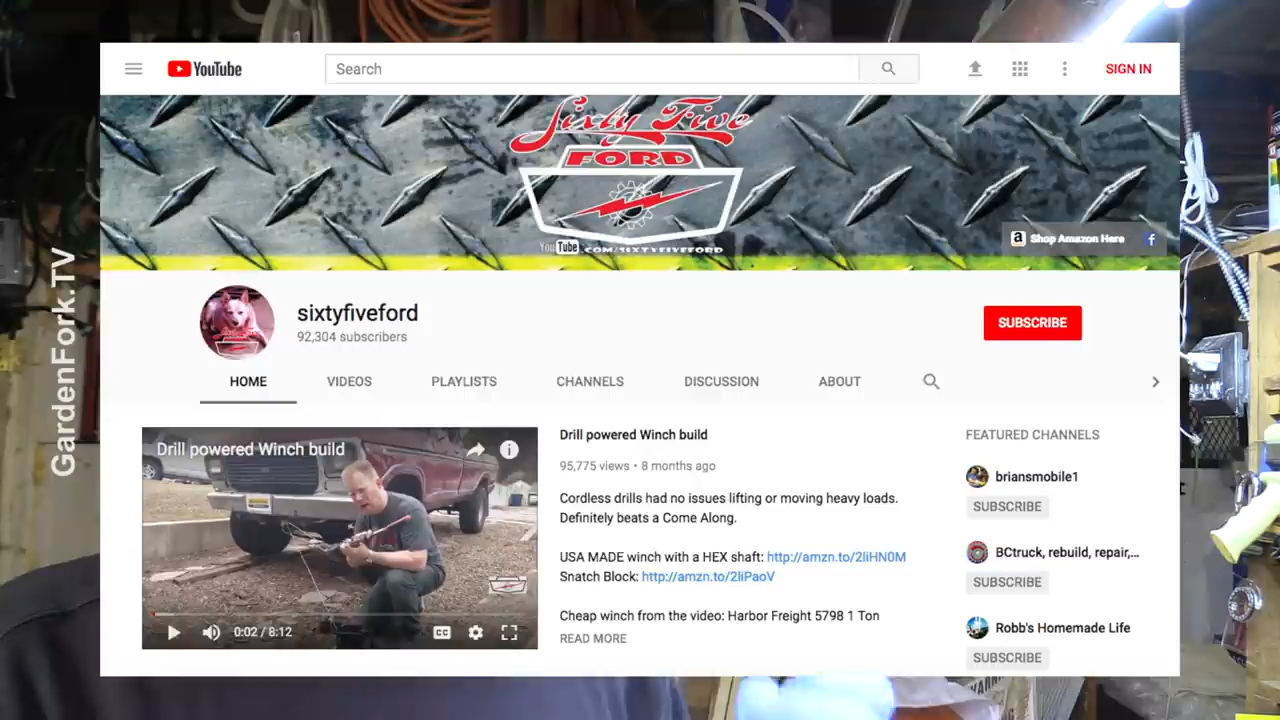 GardenFork.TV
YouTube
Search
SIGN IN
Sixty Five
FORD
YouTube.COM/SIXTYFIVEFORD
a Shop Amazon Here f
sixtyfiveford
92,304 subscribers
SUBSCRIBE
HOME VIDEOS PLAYLISTS CHANNELS DISCUSSION ABOUT
Drill powered Winch build
0:02 / 8:12
CC
Drill powered Winch build
95,775 views • 8 months ago
Cordless drills had no issues lifting or moving heavy loads.
Definitely beats a Come Along.
USA MADE winch with a HEX shaft: http://amzn.to/2liHN0M
Snatch Block: http://amzn.to/2liPaoV
Cheap winch from the video: Harbor Freight 5798 1 Ton
READ MORE
FEATURED CHANNELS
briansmobile1
SUBSCRIBE
BCtruck, rebuild, repair,...
SUBSCRIBE
Robb's Homemade Life
SUBSCRIBE